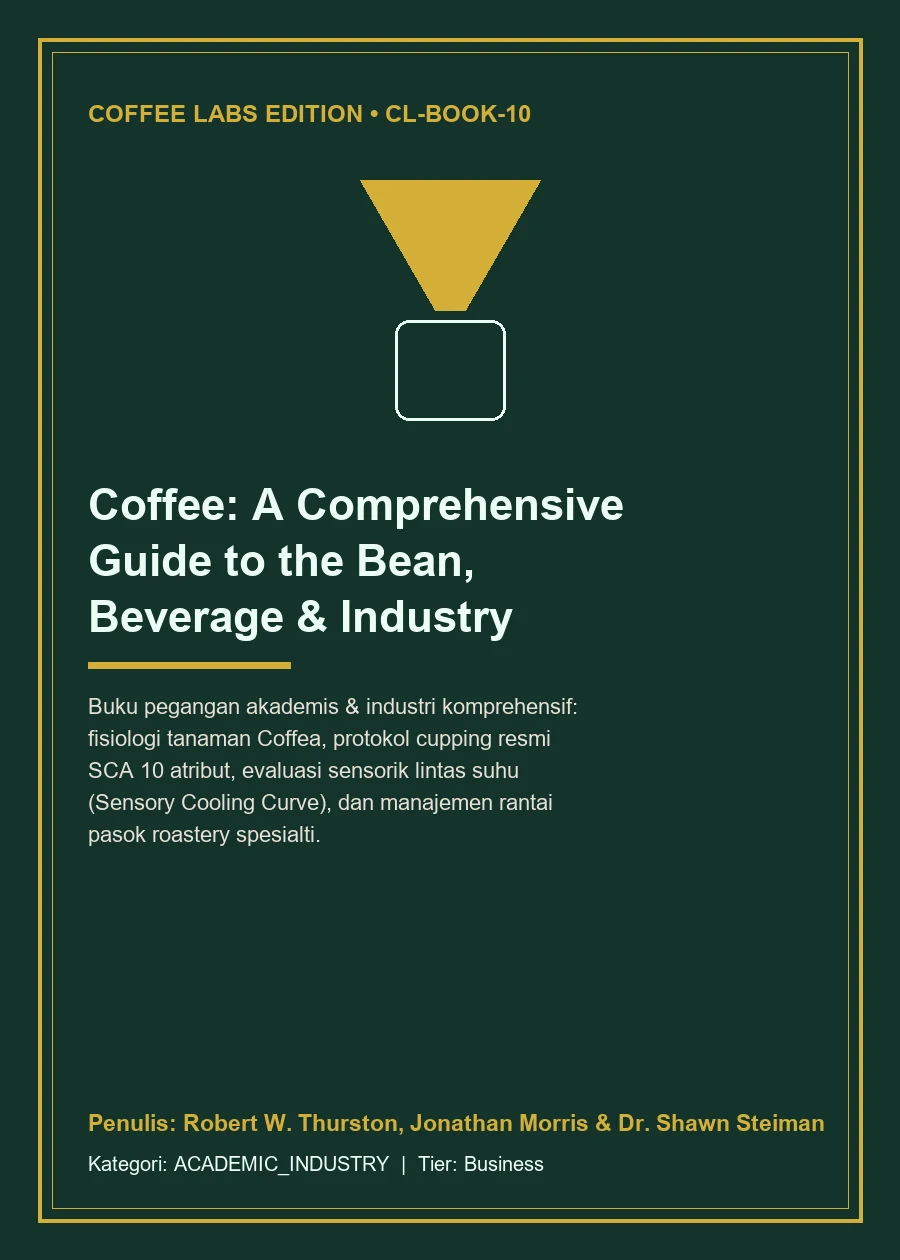 COFFEE LABS EDITION • CL-BOOK-10
Coffee: A Comprehensive
Guide to the Bean,
Beverage & Industry
Buku pegangan akademis & industri komprehensif:
fisiologi tanaman Coffea, protokol cupping resmi
SCA 10 atribut, evaluasi sensorik lintas suhu
(Sensory Cooling Curve), dan manajemen rantai
pasok roastery spesialti.
Penulis: Robert W. Thurston, Jonathan Morris & Dr. Shawn Steiman
Kategori: ACADEMIC_INDUSTRY | Tier: Business